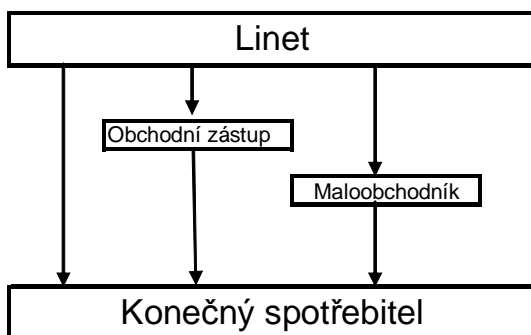 Linet
Obchodní zástup
Maloobchodník
Konečný spotřebitel